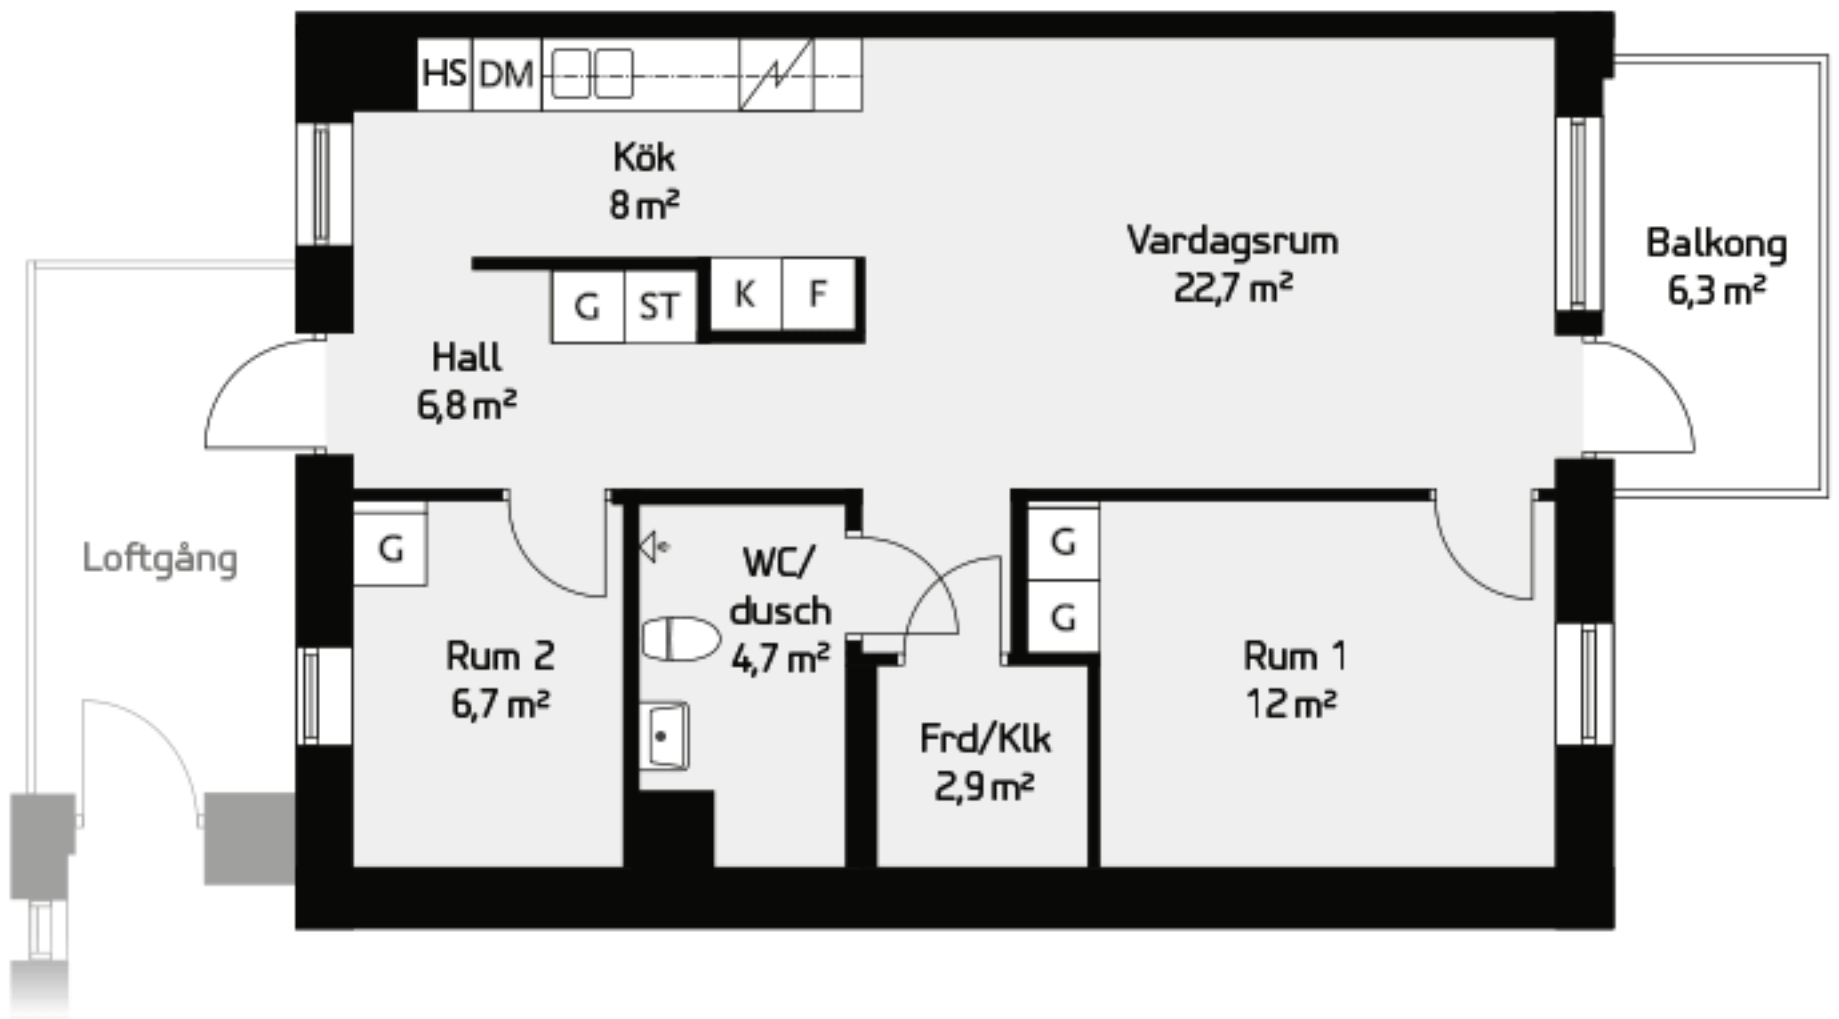 HS DM
Kök
8 m²
Vardagsrum
22,7 m²
Balkong
6,3 m²
G ST K F
Hall
6,8 m²
Loftgång
G
Rum 2
6,7 m²
WC/
dusch
4,7 m²
G
G
Rum 1
12 m²
Frd/Klk
2,9 m²